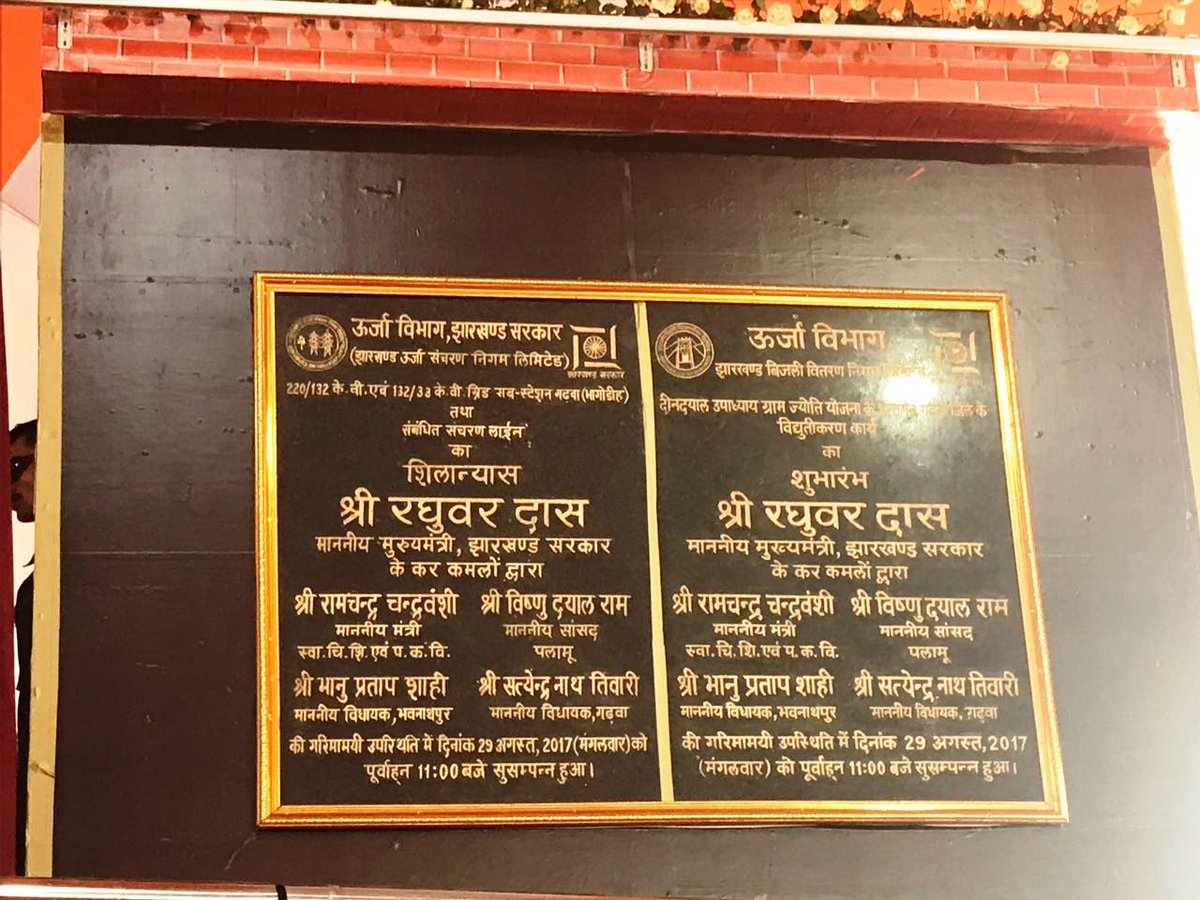 ऊर्जा विभाग, झारखण्ड सरकार
(झारखण्ड ऊर्जा संचरण निगम लिमिटेड)
झारखण्ड सरकार
220/132 के.वी. एवं 132/33 के.वी. ग्रिड सब-स्टेशन गढ़वा (भागोडीह)
तथा
संबंधित संचरण लाईन
का
शिलान्यास
श्री रघुवर दास
माननीय मुख्यमंत्री, झारखण्ड सरकार
के कर कमलों द्वारा
श्री रामचन्द्र चन्द्रवंशी श्री विष्णु दयाल राम
माननीय मंत्री माननीय सांसद
स्वा.चि.शि. एवं प.क.वि. पलामू
श्री भानु प्रताप शाही श्री सत्येन्द्र नाथ तिवारी
माननीय विधायक, भवनाथपुर माननीय विधायक, गढ़वा
की गरिमामयी उपस्थिति में दिनांक 29 अगस्त, 2017 (मंगलवार) को
पूर्वाहन 11:00 बजे सुसम्पन्न हुआ।
ऊर्जा विभाग
झारखण्ड बिजली वितरण निगम
दीनदयाल उपाध्याय ग्राम ज्योति योजना के जिले के
विद्युतीकरण कार्य
का
शुभारंभ
श्री रघुवर दास
माननीय मुख्यमंत्री, झारखण्ड सरकार
के कर कमलों द्वारा
श्री रामचन्द्र चन्द्रवंशी श्री विष्णु दयाल राम
माननीय मंत्री माननीय सांसद
स्वा.चि.शि. एवं प.क.वि. पलामू
श्री भानु प्रताप शाही श्री सत्येन्द्र नाथ तिवारी
माननीय विधायक, भवनाथपुर माननीय विधायक, गढ़वा
की गरिमामयी उपस्थिति में दिनांक 29 अगस्त, 2017
(मंगलवार) को पूर्वाहन 11:00 बजे सुसम्पन्न हुआ।